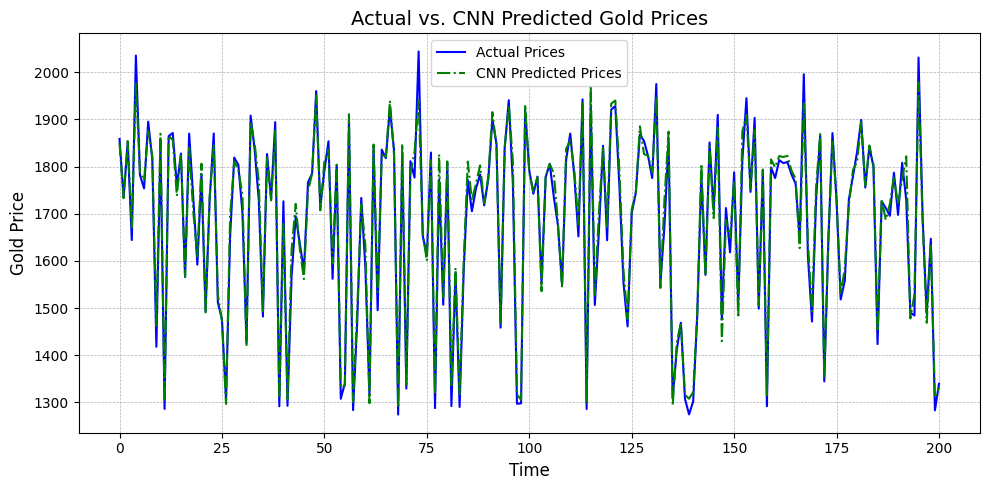 Actual vs. CNN Predicted Gold Prices
Actual Prices
CNN Predicted Prices
Gold Price
2000
1900
1800
1700
1600
1500
1400
1300
0 25 50 75 100 125 150 175 200
Time